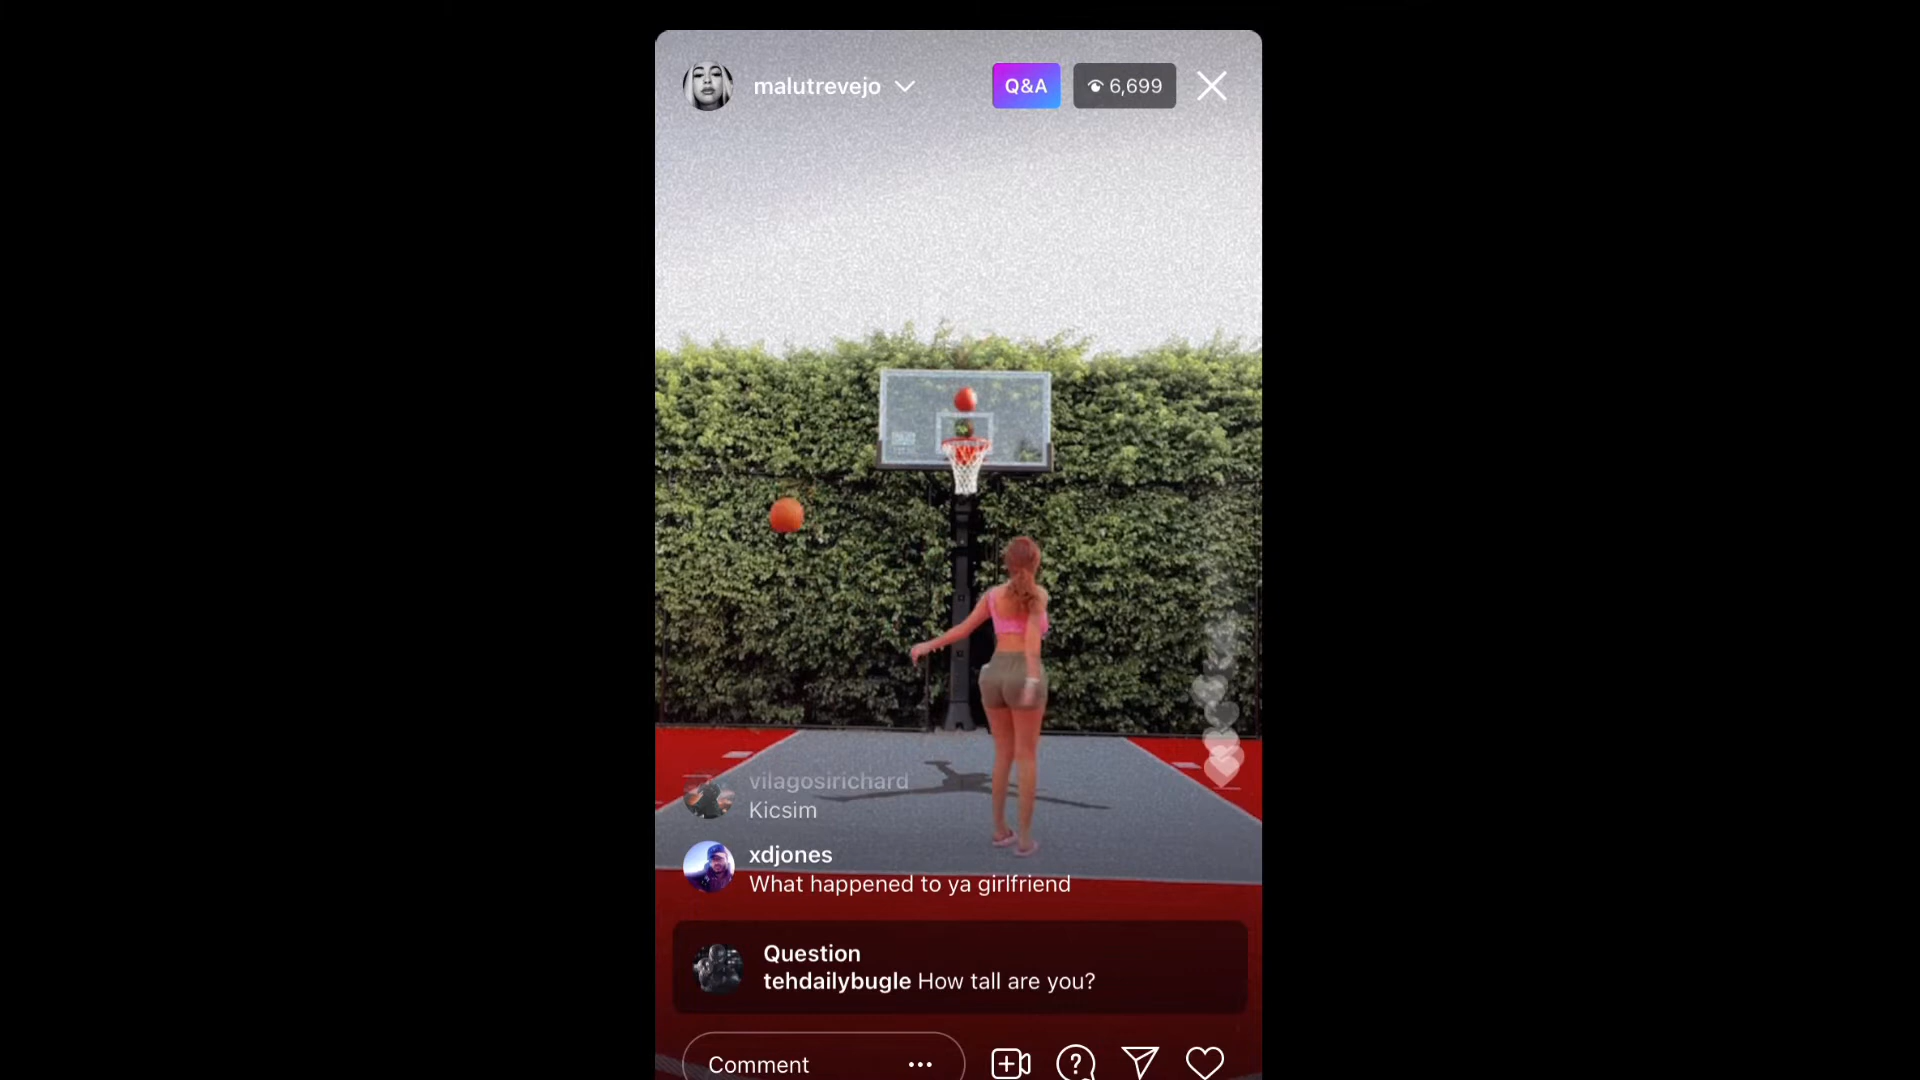 malutrevejo
Q&A
6,699
vilagosirichard
Kicsim
xdjones
What happened to ya girlfriend
Question
tehdailybugle How tall are you?
Comment